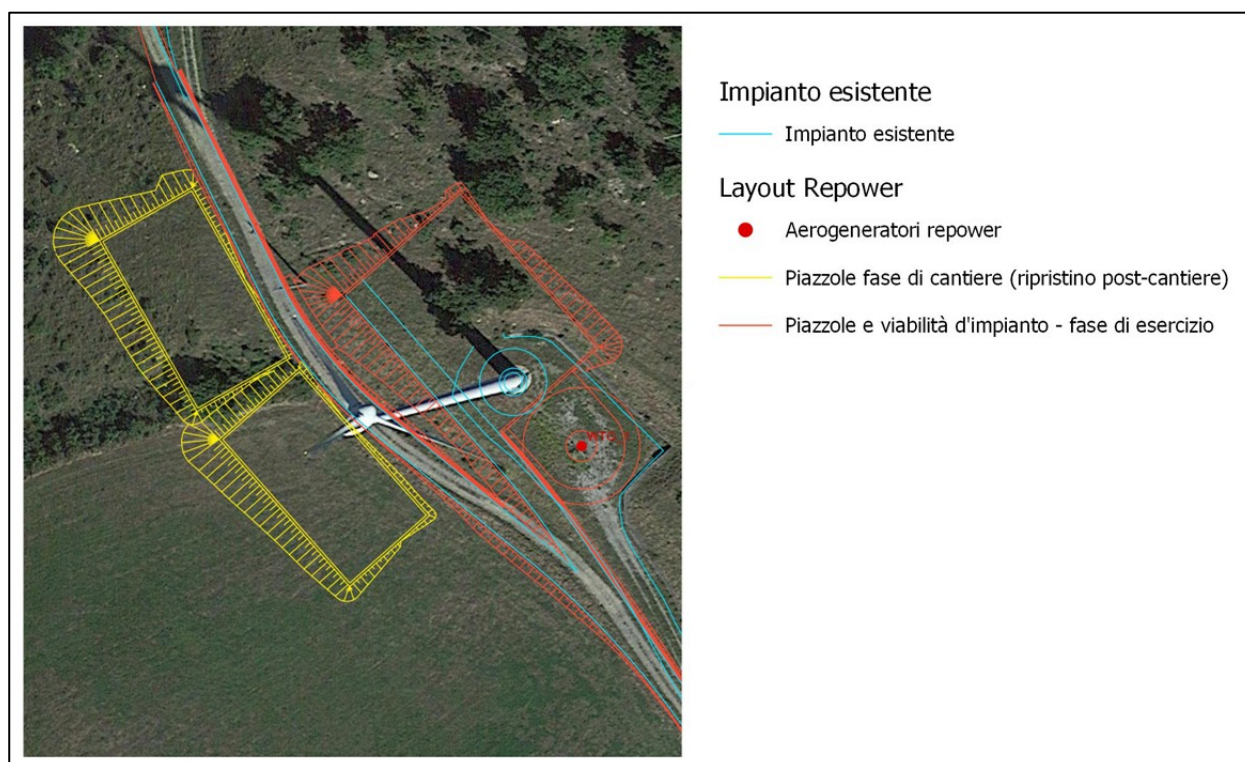 Impianto esistente
Impianto esistente
Layout Repower
Aerogeneratori repower
Piazzole fase di cantiere (ripristino post-cantiere)
Piazzole e viabilità d'impianto - fase di esercizio